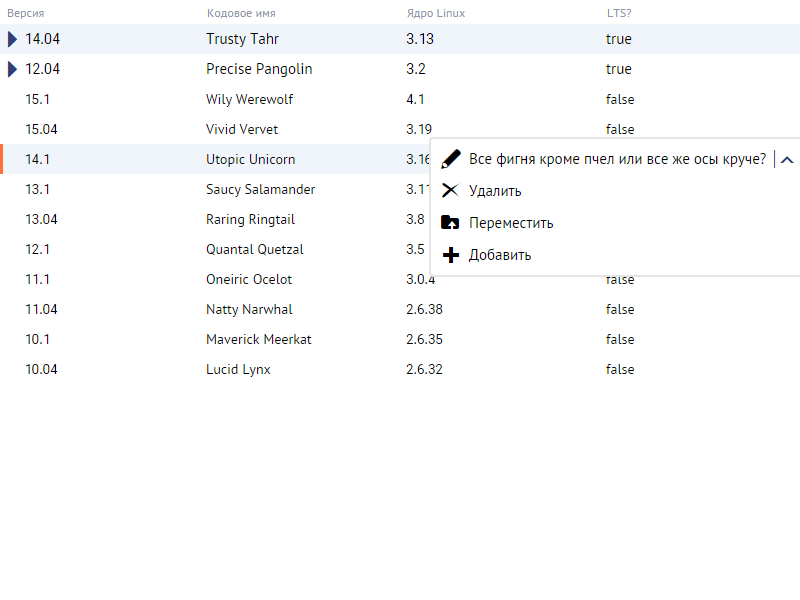 Версия Кодовое имя Ядро Linux LTS?
14.04 Trusty Tahr 3.13 true
12.04 Precise Pangolin 3.2 true
15.1 Wily Werewolf 4.1 false
15.04 Vivid Vervet 3.19 false
14.1 Utopic Unicorn 3.16 Все фигня кроме пчел или все же осы круче?
13.1 Saucy Salamander 3.11 Удалить
13.04 Raring Ringtail 3.8 Переместить
12.1 Quantal Quetzal 3.5 Добавить
11.1 Oneiric Ocelot 3.0.4 false
11.04 Natty Narwhal 2.6.38 false
10.1 Maverick Meerkat 2.6.35 false
10.04 Lucid Lynx 2.6.32 false